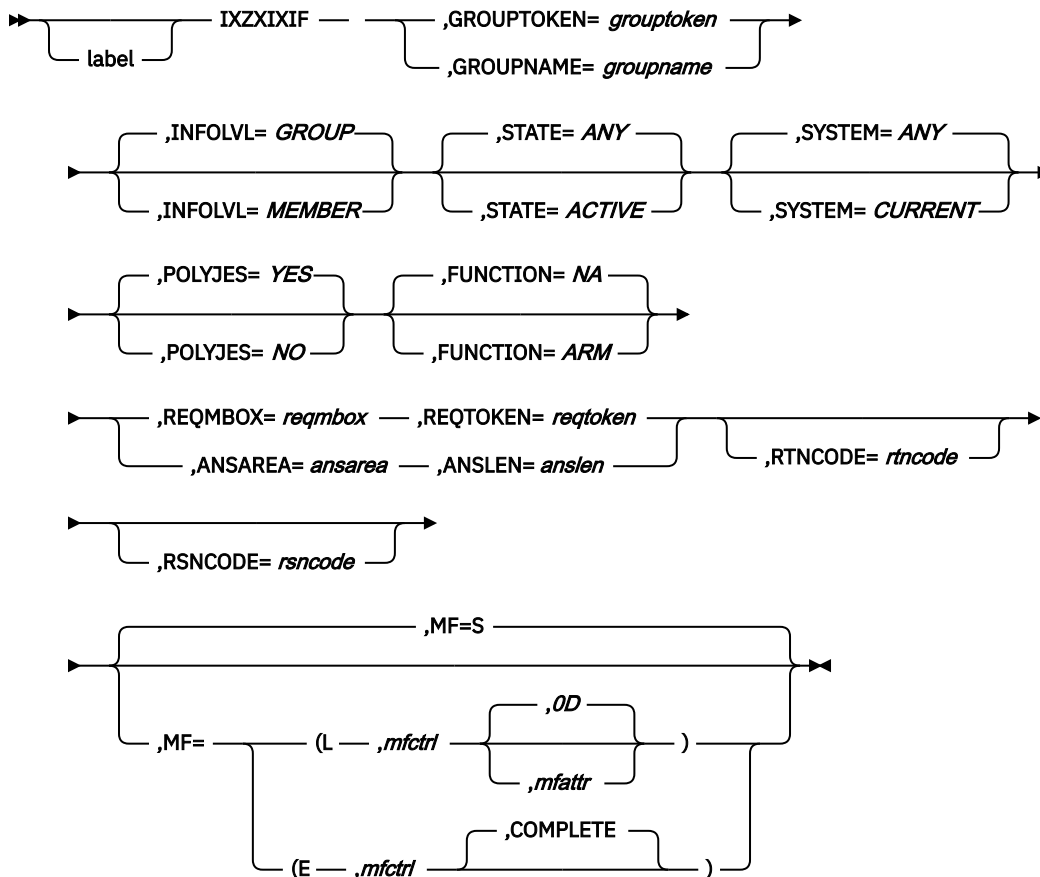 IXZXIXIF ,GROUPTOKEN= grouptoken
label ,GROUPNAME= groupname
,INFOLVL= GROUP ,STATE= ANY ,SYSTEM= ANY
,INFOLVL= MEMBER ,STATE= ACTIVE ,SYSTEM= CURRENT
,POLYJES= YES ,FUNCTION= NA
,POLYJES= NO ,FUNCTION= ARM
,REQMBOX= reqmbox ,REQTOKEN= reqtoken
,ANSAREA= ansarea ,ANSLEN= anslen ,RTNCODE= rtncode
,RSNCODE= rsncode
,MF=S
,0D
,MF= (L ,mfctrl )
,mfattr
,COMPLETE
(E ,mfctrl )